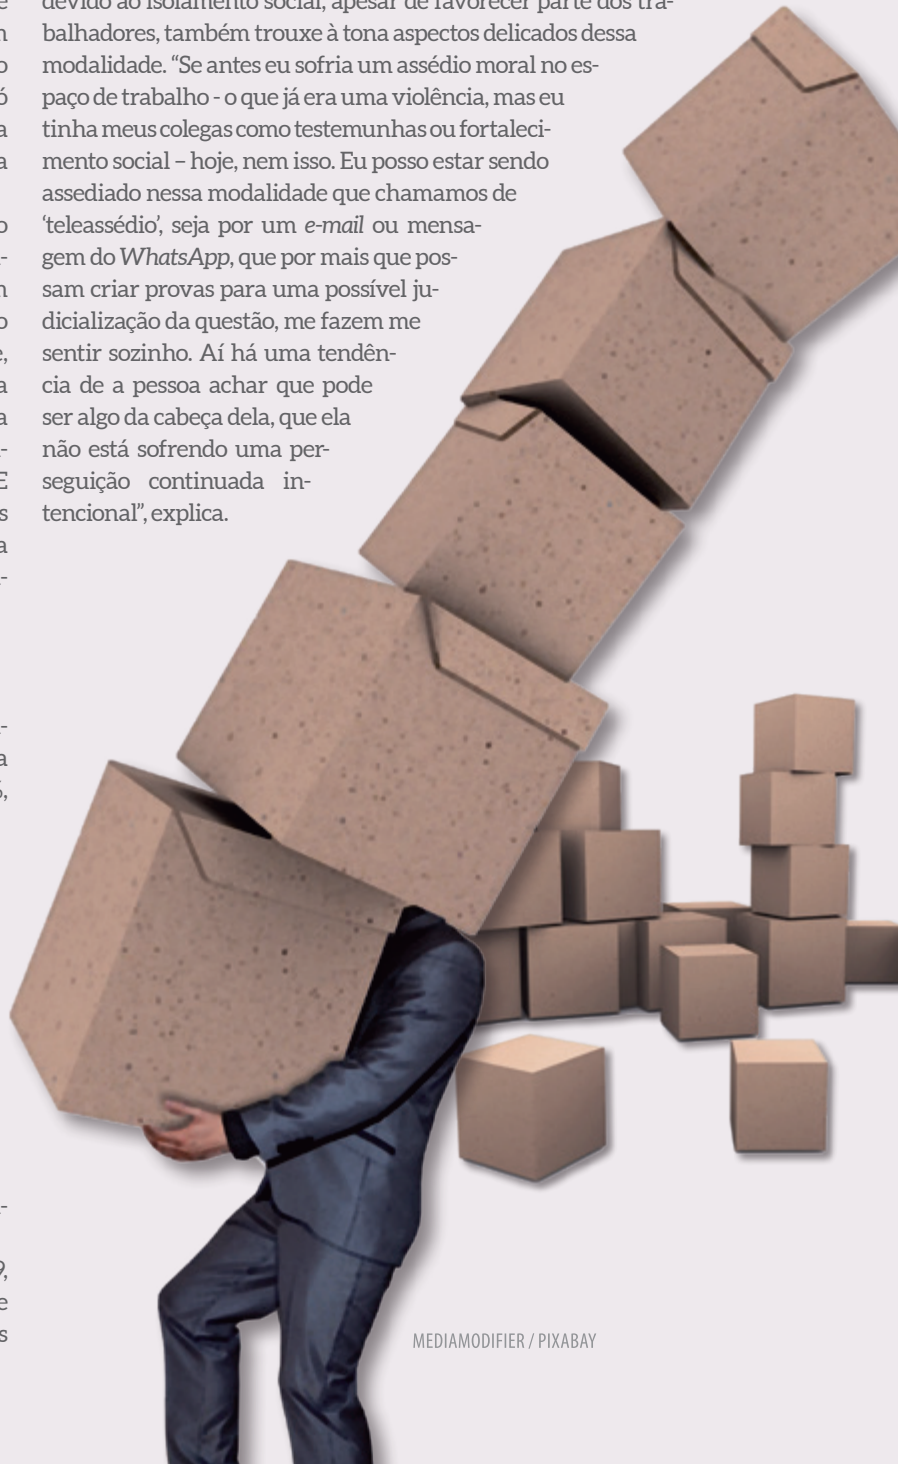 devido ao isolamento social, apesar de favorecer parte dos tra-
balhadores, também trouxe à tona aspectos delicados dessa
modalidade. “Se antes eu sofria um assédio moral no es-
paço de trabalho - o que já era uma violência, mas eu
tinha meus colegas como testemunhas ou fortaleci-
mento social – hoje, nem isso. Eu posso estar sendo
assediado nessa modalidade que chamamos de
‘teleassédio’, seja por um e-mail ou mensa-
gem do WhatsApp, que por mais que pos-
sam criar provas para uma possível ju-
dicialização da questão, me fazem me
sentir sozinho. Aí há uma tendên-
cia de a pessoa achar que pode
ser algo da cabeça dela, que ela
não está sofrendo uma per-
seguição continuada in-
tencional”, explica.
MEDIAMODIFIER / PIXABAY